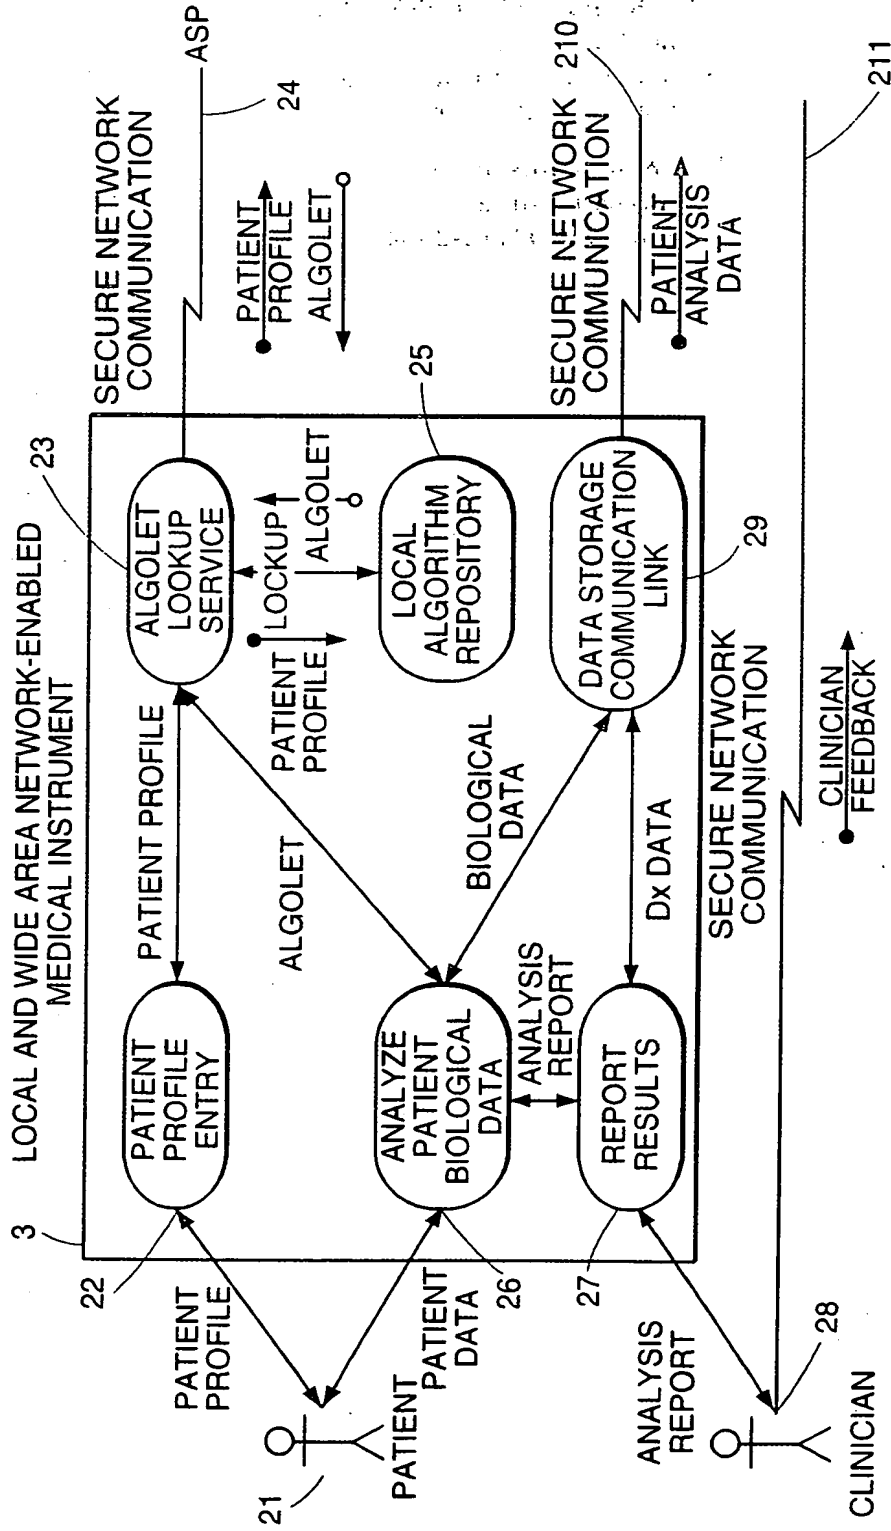 LOCAL AND WIDE AREA NETWORK-ENABLED
MEDICAL INSTRUMENT
3
21
PATIENT
PATIENT
PROFILE
22
PATIENT
PROFILE
ENTRY
PATIENT PROFILE
23
ALGOLET
LOOKUP
SERVICE
SECURE NETWORK
COMMUNICATION
ASP
24
PATIENT
PROFILE
ALGOLET
LOCKUP
ALGOLET
PATIENT
PROFILE
25
LOCAL
ALGORITHM
REPOSITORY
ALGOLET
PATIENT
DATA
26
ANALYZE
PATIENT
BIOLOGICAL
DATA
BIOLOGICAL
DATA
ANALYSIS
REPORT
27
REPORT
RESULTS
Dx DATA
DATA STORAGE
COMMUNICATION
LINK
29
SECURE NETWORK
COMMUNICATION
210
PATIENT
ANALYSIS
DATA
ANALYSIS
REPORT
28
CLINICIAN
SECURE NETWORK
COMMUNICATION
CLINICIAN
FEEDBACK
211